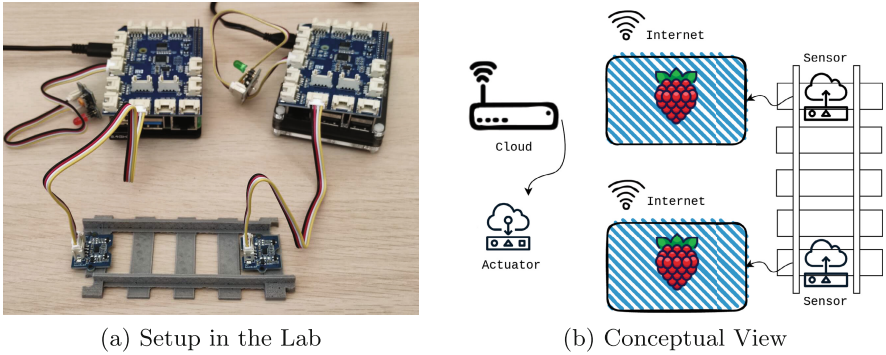 Internet
Sensor
Cloud
Internet
Actuator
Sensor
(a) Setup in the Lab
(b) Conceptual View